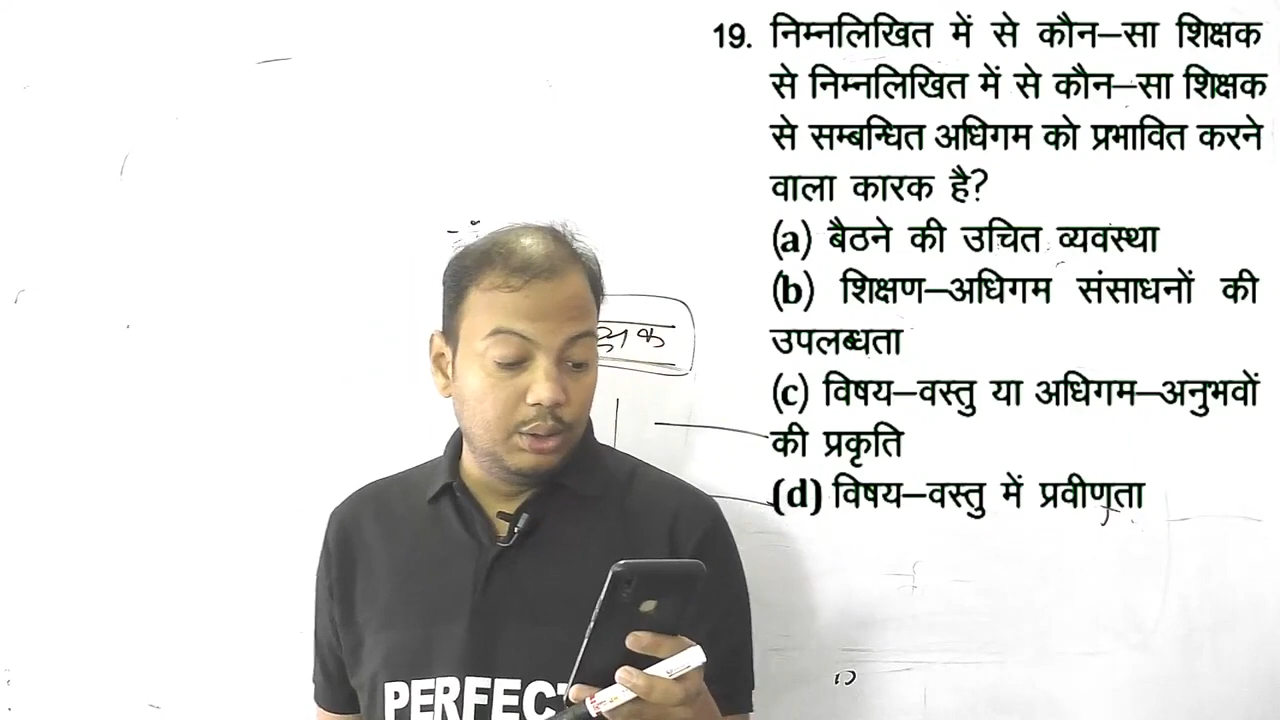 19. निम्नलिखित में से कौन–सा शिक्षक
से निम्नलिखित में से कौन–सा शिक्षक
से सम्बन्धित अधिगम को प्रभावित करने
वाला कारक है?
(a) बैठने की उचित व्यवस्था
(b) शिक्षण–अधिगम संसाधनों की
उपलब्धता
(c) विषय–वस्तु या अधिगम–अनुभवों
की प्रकृति
(d) विषय–वस्तु में प्रवीणता
PERFECT